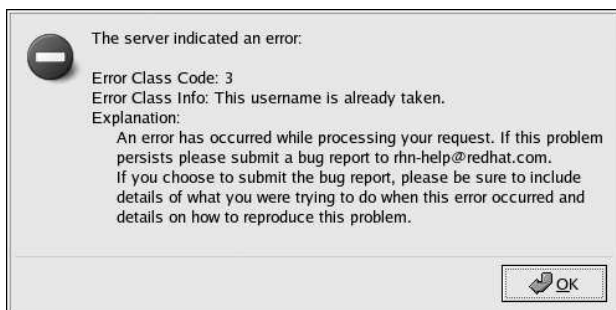 The server indicated an error:
Error Class Code: 3
Error Class Info: This username is already taken.
Explanation:
An error has occurred while processing your request. If this problem
persists please submit a bug report to rhn-help@redhat.com.
If you choose to submit the bug report, please be sure to include
details of what you were trying to do when this error occurred and
details on how to reproduce this problem.
OK